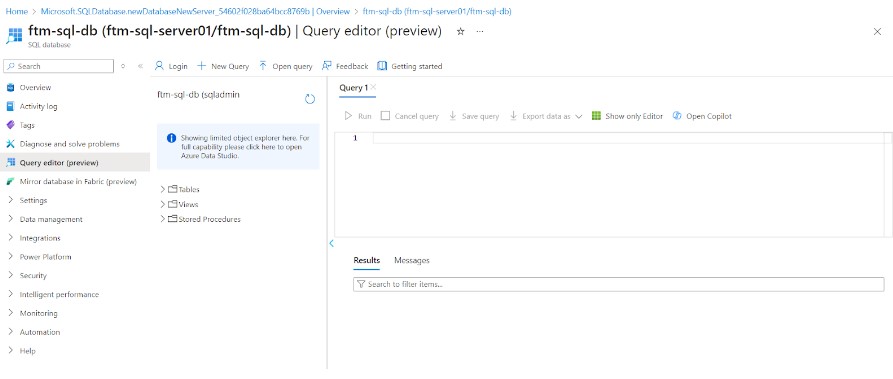 Home > Microsoft.SQLDatabase.newDatabaseNewServer_54602f028ba64bcc8769b | Overview > ftm-sql-db (ftm-sql-server01/ftm-sql-db)
ftm-sql-db (ftm-sql-server01/ftm-sql-db) | Query editor (preview)
SQL database
Search
Login
New Query
Open query
Feedback
Getting started
Overview
Activity log
Tags
Diagnose and solve problems
Query editor (preview)
Mirror database in Fabric (preview)
Settings
Data management
Integrations
Power Platform
Security
Intelligent performance
Monitoring
Automation
Help
ftm-sql-db (sqladmin
Showing limited object explorer here. For
full capability please click here to open
Azure Data Studio.
Tables
Views
Stored Procedures
Query 1
Run
Cancel query
Save query
Export data as
Show only Editor
Open Copilot
1
Results
Messages
Search to filter items...